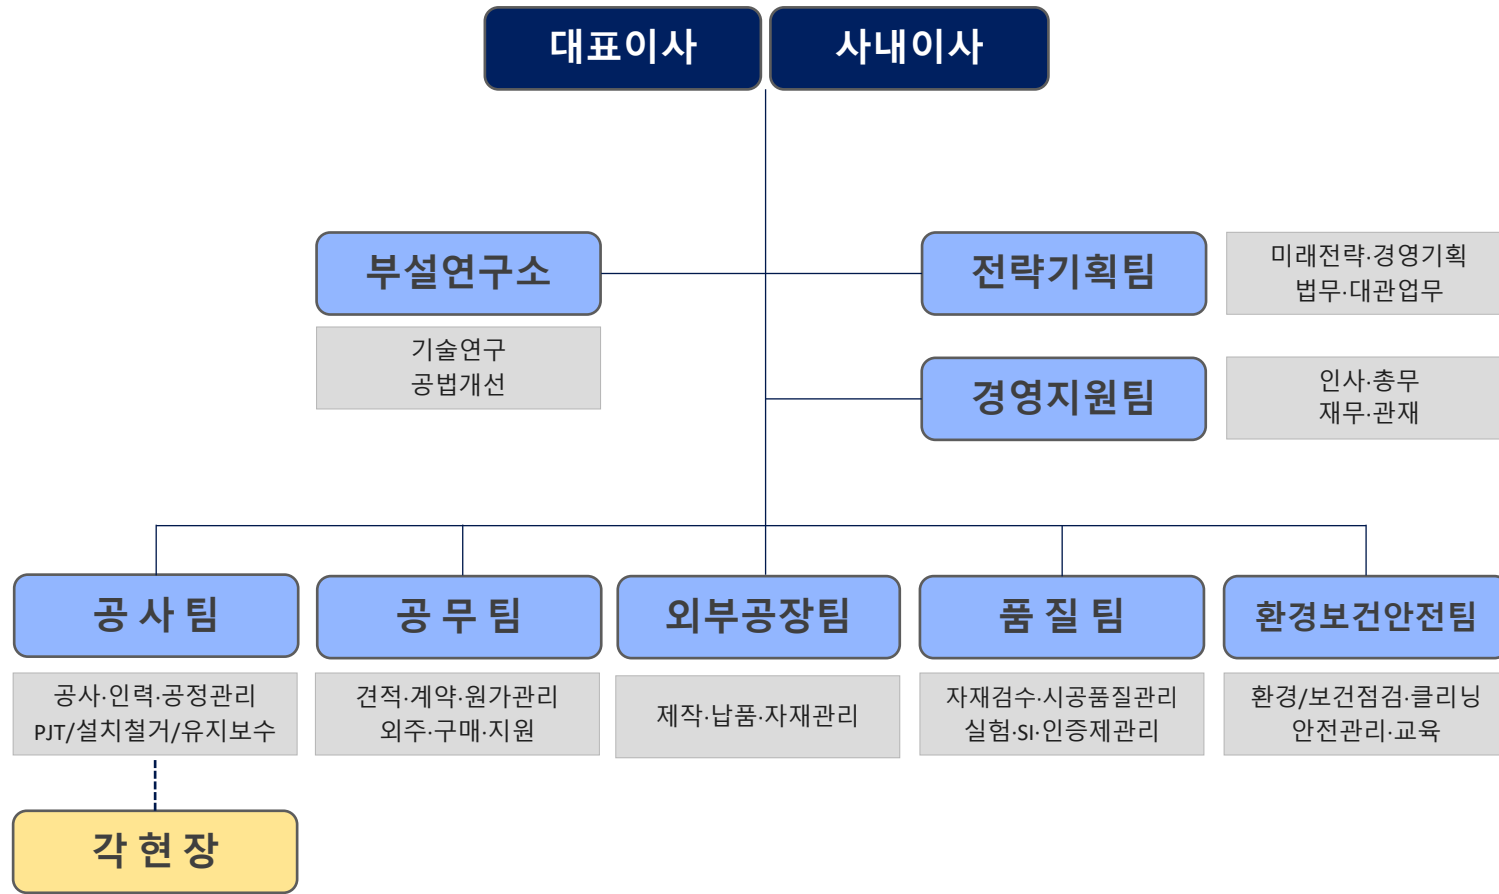 대표이사
사내이사
부설연구소
기술연구
공법개선
전략기획팀
미래전략·경영기획
법무·대관업무
경영지원팀
인사·총무
재무·관재
공 사 팀
공사·인력·공정관리
PJT/설치철거/유지보수
각 현 장
공 무 팀
견적·계약·원가관리
외주·구매·지원
외부공장팀
제작·납품·자재관리
품 질 팀
자재검수·시공품질관리
실험·SI·인증제관리
환경보건안전팀
환경/보건점검·클리닝
안전관리·교육